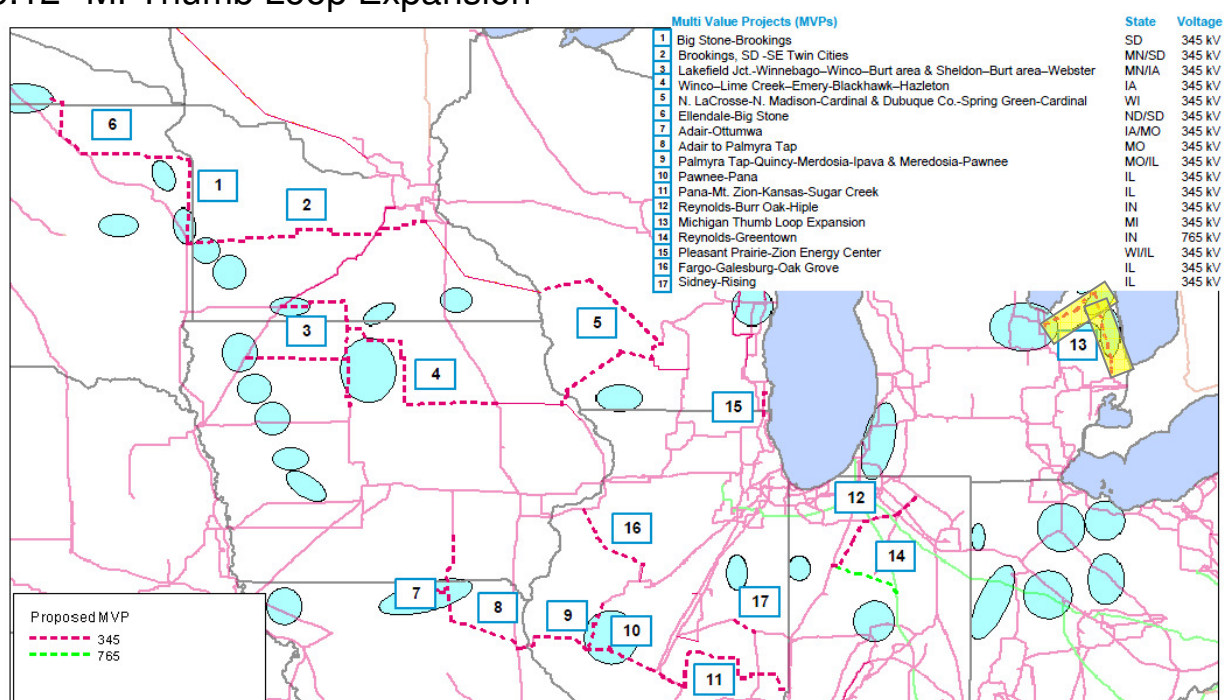 MI Thumb Loop Expansion
Multi Value Projects (MVPs) State Voltage
1 Big Stone-Brookings SD 345 kV
2 Brookings, SD -SE Twin Cities MN/SD 345 kV
3 Lakefield Jct.-Winnebago–Winco–Burt area & Sheldon–Burt area–Webster MN/IA 345 kV
4 Winco–Lime Creek–Emery-Blackhawk–Hazleton IA 345 kV
5 N. LaCrosse-N. Madison-Cardinal & Dubuque Co.-Spring Green-Cardinal WI 345 kV
6 Ellendale-Big Stone ND/SD 345 kV
7 Adair-Ottumwa IA/MO 345 kV
8 Adair to Palmyra Tap MO 345 kV
9 Palmyra Tap-Quincy-Merdosia-Ipava & Meredosia-Pawnee MO/IL 345 kV
10 Pawnee-Pana IL 345 kV
11 Pana-Mt. Zion-Kansas-Sugar Creek IL 345 kV
12 Reynolds-Burr Oak-Hiple IN 345 kV
13 Michigan Thumb Loop Expansion MI 345 kV
14 Reynolds-Greentown IN 765 kV
15 Pleasant Prairie-Zion Energy Center WI/IL 345 kV
16 Fargo-Galesburg-Oak Grove IL 345 kV
17 Sidney-Rising IL 345 kV
6
1
2
3
5
13
4
15
12
16
14
7
8
9
10
17
11
Proposed MVP
345
765